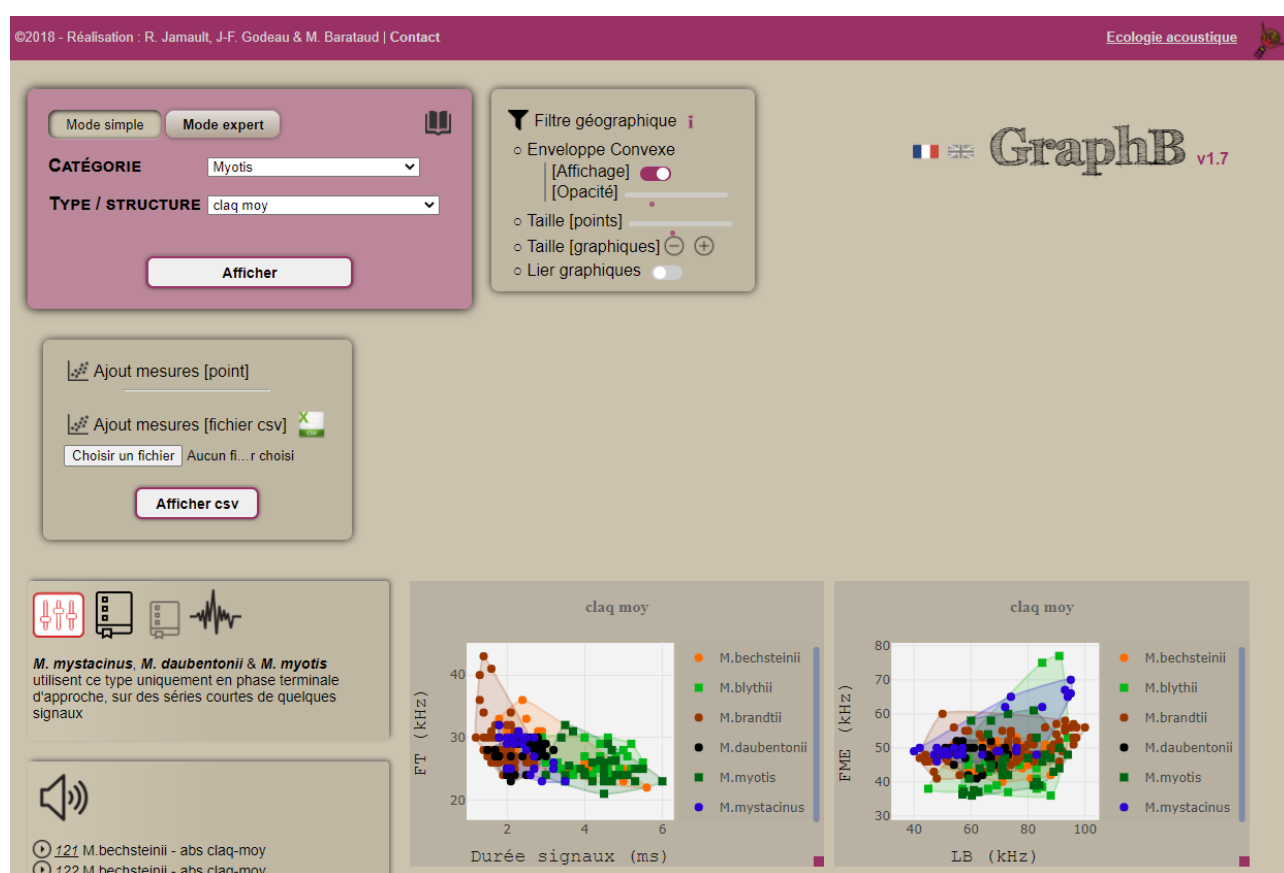 ©2018 - Réalisation : R. Jamault, J-F. Godeau & M. Barataud | Contact
Ecologie acoustique
Mode simple
Mode expert
CATÉGORIE
Myotis
TYPE / STRUCTURE
claq moy
Afficher
Filtre géographique i
○ Enveloppe Convexe
[Affichage]
[Opacité]
○ Taille [points]
○ Taille [graphiques]
○ Lier graphiques
GraphB v1.7
Ajout mesures [point]
Ajout mesures [fichier csv]
Choisir un fichier
Aucun fi...r choisi
Afficher csv
M. mystacinus, M. daubentonii & M. myotis
utilisent ce type uniquement en phase terminale
d'approche, sur des séries courtes de quelques
signaux
121 M.bechsteinii - abs claq-moy
122 M.bechsteinii - abs claq-moy
claq moy
FT (kHz)
40
30
20
2
4
6
Durée signaux (ms)
M.bechsteinii
M.blythii
M.brandtii
M.daubentonii
M.myotis
M.mystacinus
claq moy
FME (kHz)
80
70
60
50
40
30
40
60
80
100
LB (kHz)
M.bechsteinii
M.blythii
M.brandtii
M.daubentonii
M.myotis
M.mystacinus